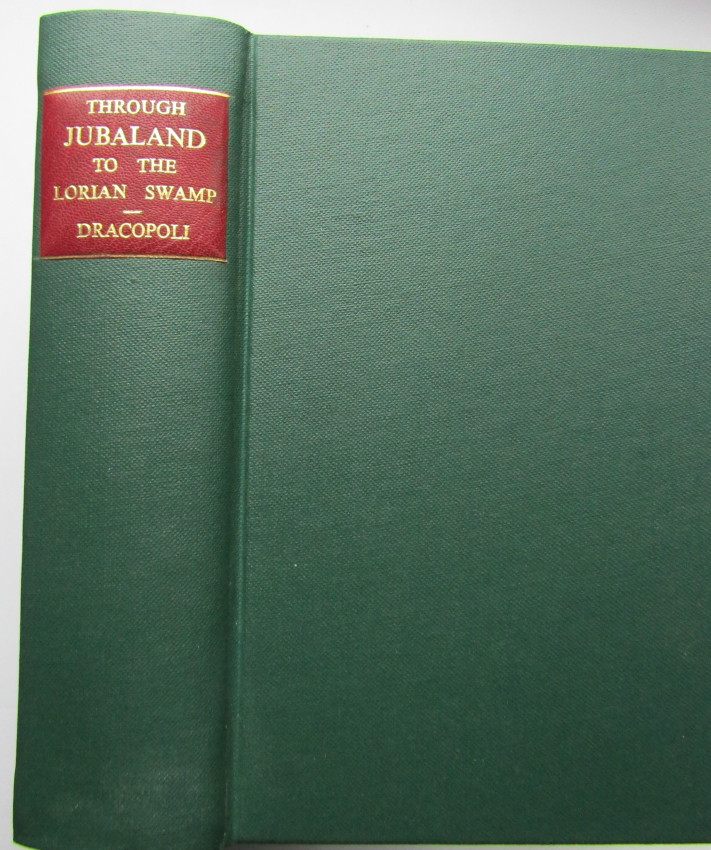 THROUGH
JUBALAND
TO THE
LORIAN SWAMP
DRACOPOLI